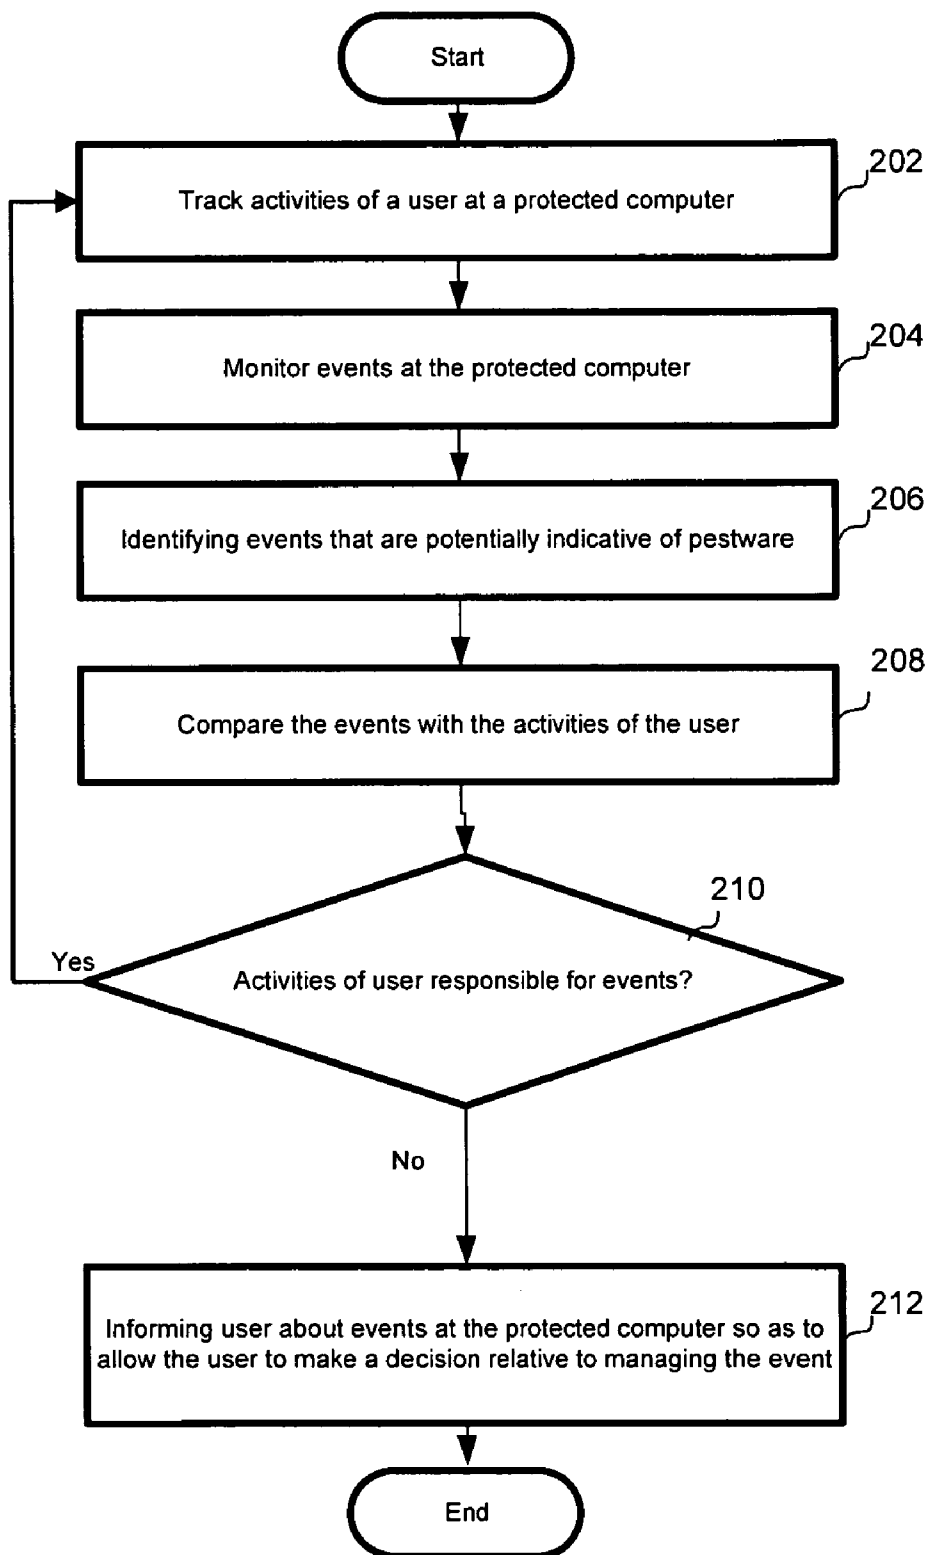 Start
Track activities of a user at a protected computer
202
Monitor events at the protected computer
204
Identifying events that are potentially indicative of pestware
206
Compare the events with the activities of the user
208
210
Yes
Activities of user responsible for events?
No
Informing user about events at the protected computer so as to
allow the user to make a decision relative to managing the event
212
End